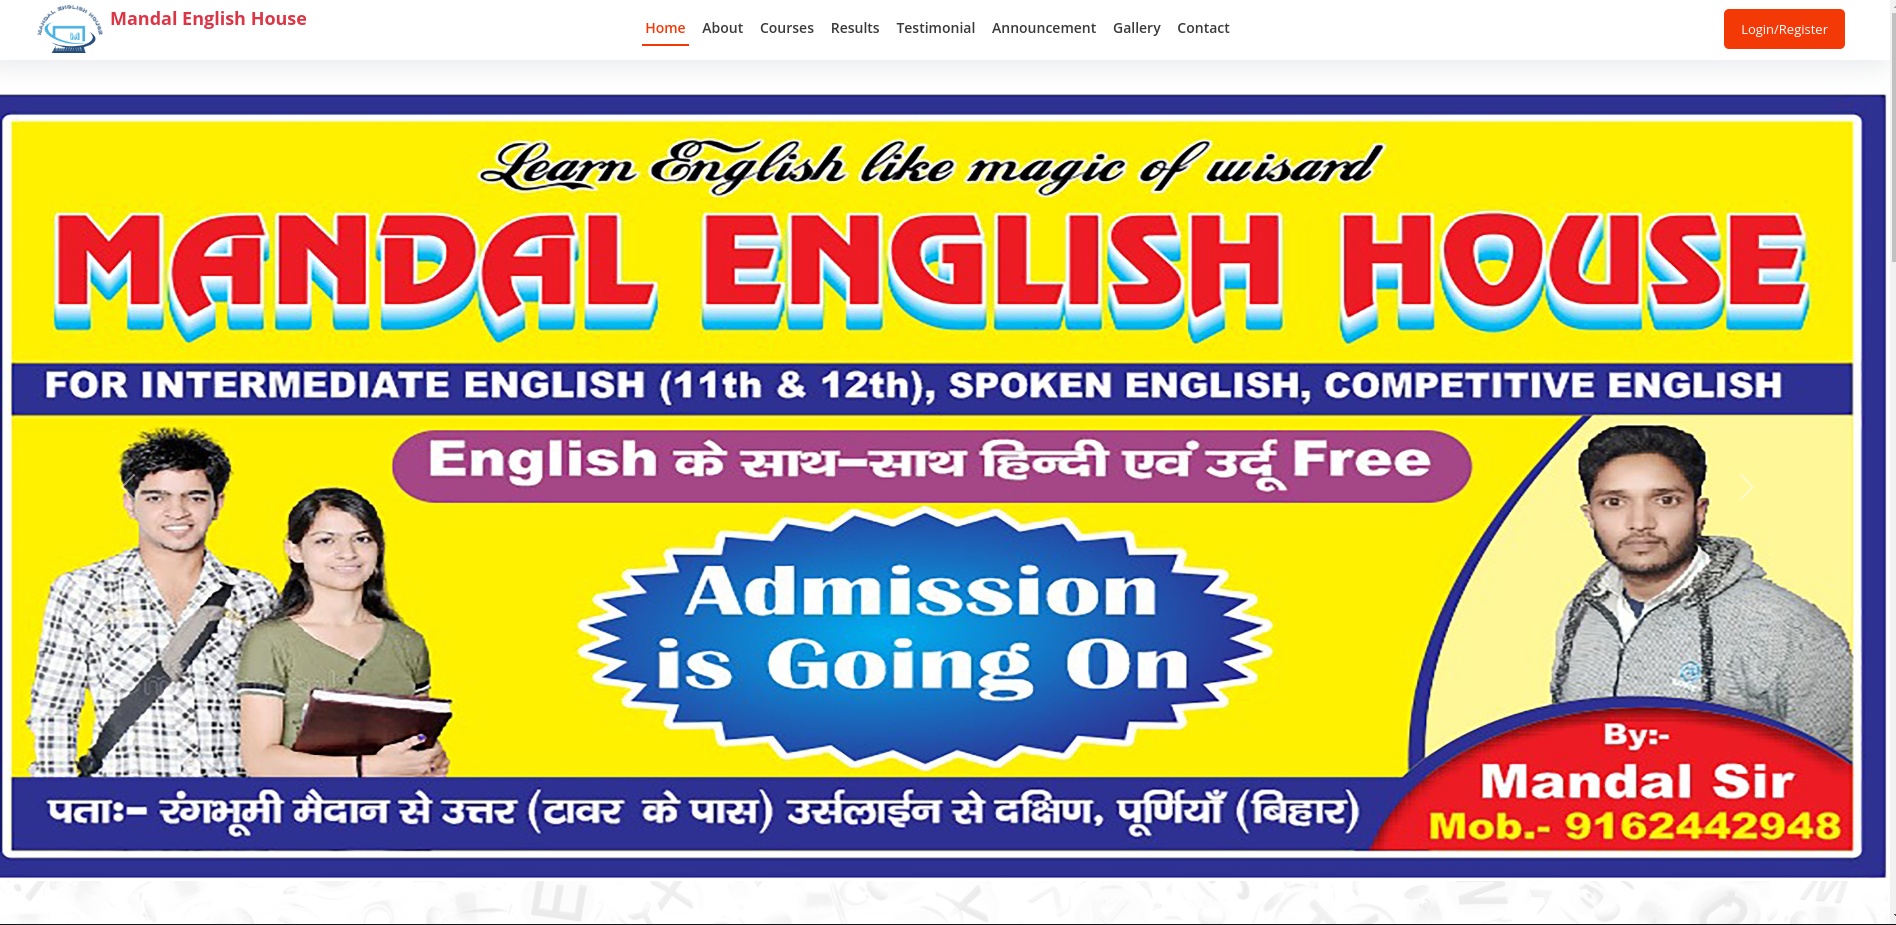 MANDAL ENGLISH HOUSE
Mandal English House
Home About Courses Results Testimonial Announcement Gallery Contact
Login/Register
Learn English like magic of wisard
MANDAL ENGLISH HOUSE
FOR INTERMEDIATE ENGLISH (11th & 12th), SPOKEN ENGLISH, COMPETITIVE ENGLISH
English के साथ–साथ हिन्दी एवं उर्दू Free
Admission
is Going On
By:-
Mandal Sir
Mob.- 9162442948
पताः– रंगभूमी मैदान से उत्तर (टावर के पास) उर्सलाईन से दक्षिण, पूर्णियाँ (बिहार)